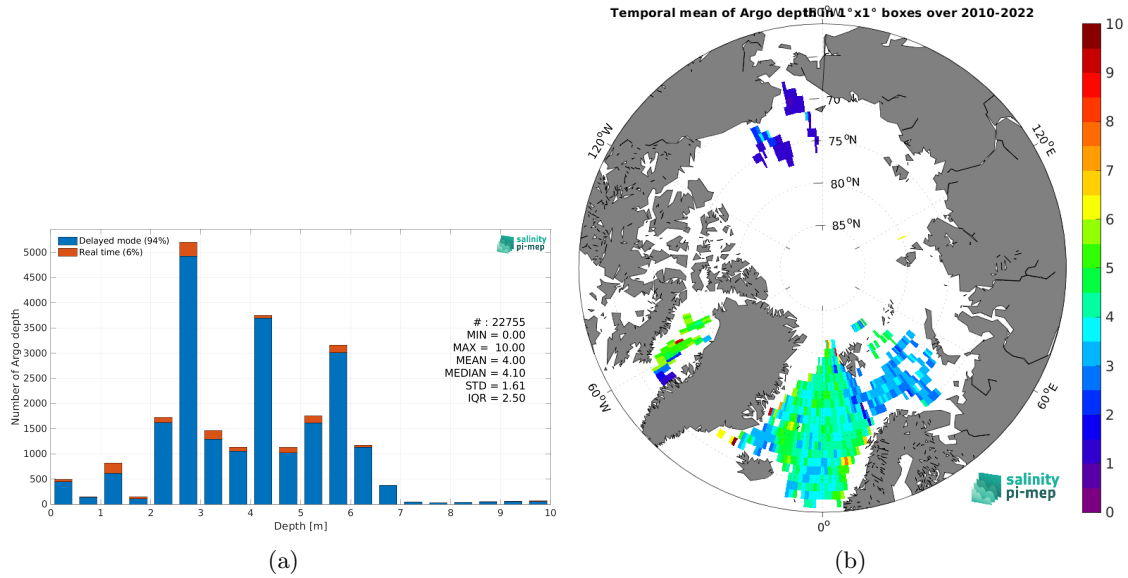 Delayed mode (94%)
Real time (6%)
salinity
pi-mep
# : 22755
MIN = 0.00
MAX = 10.00
MEAN = 4.00
MEDIAN = 4.10
STD = 1.61
IQR = 2.50
Number of Argo depth
5000
4500
4000
3500
3000
2500
2000
1500
1000
500
0
0 1 2 3 4 5 6 7 8 9 10
Depth [m]
(a)
Temporal mean of Argo depth in 1°x1° boxes over 2010-2022
180°W
120°W
120°E
60°W
60°E
0°
70°N
75°N
80°N
85°N
salinity
pi-mep
10
9
8
7
6
5
4
3
2
1
0
(b)